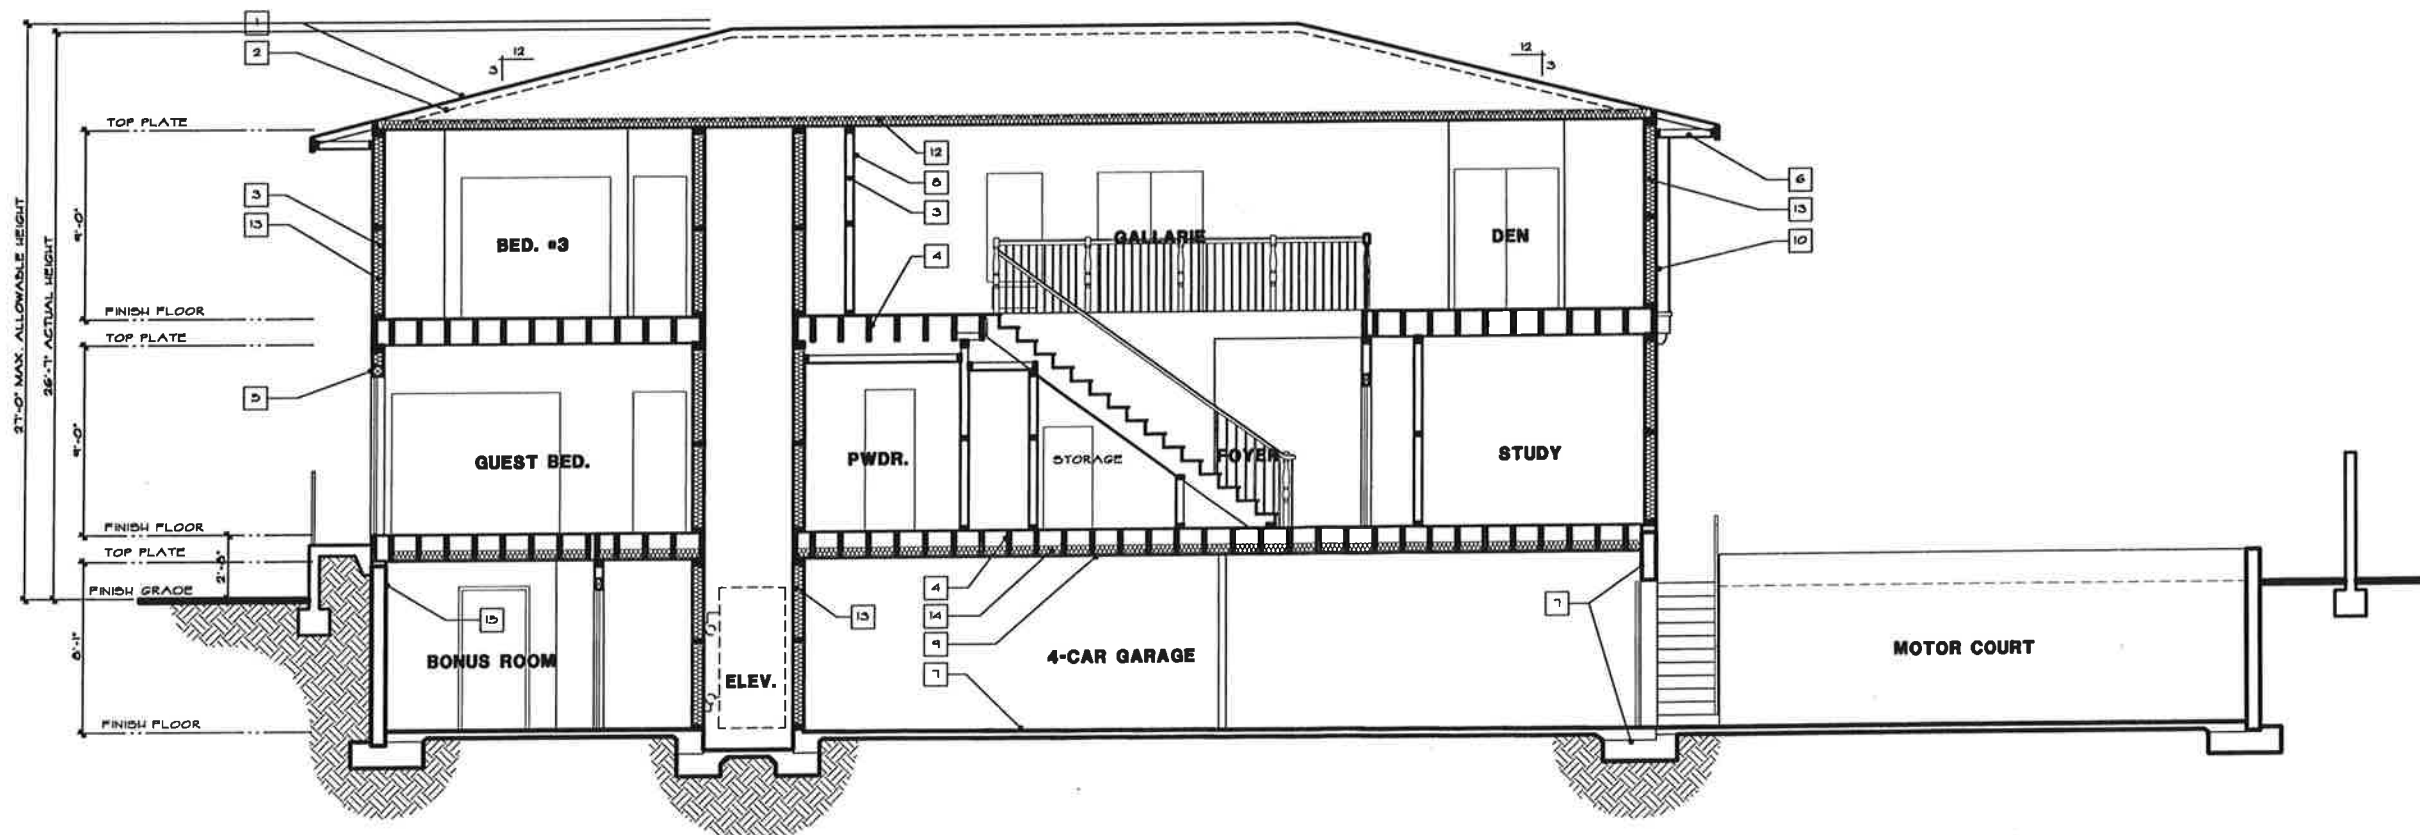 1
2
12
3
12
3
TOP PLATE
12
8
3
6
13
10
3
13
4
9'-0"
27'-0" MAX. ALLOWABLE HEIGHT
26'-7" ACTUAL HEIGHT
BED. #3
GALLARIE
DEN
FINISH FLOOR
TOP PLATE
5
9'-0"
GUEST BED.
PWDR.
STORAGE
FOYER
STUDY
FINISH FLOOR
TOP PLATE
2'-8"
FINISH GRADE
4
14
9
7
13
15
7
8'-1"
BONUS ROOM
ELEV.
4-CAR GARAGE
MOTOR COURT
FINISH FLOOR